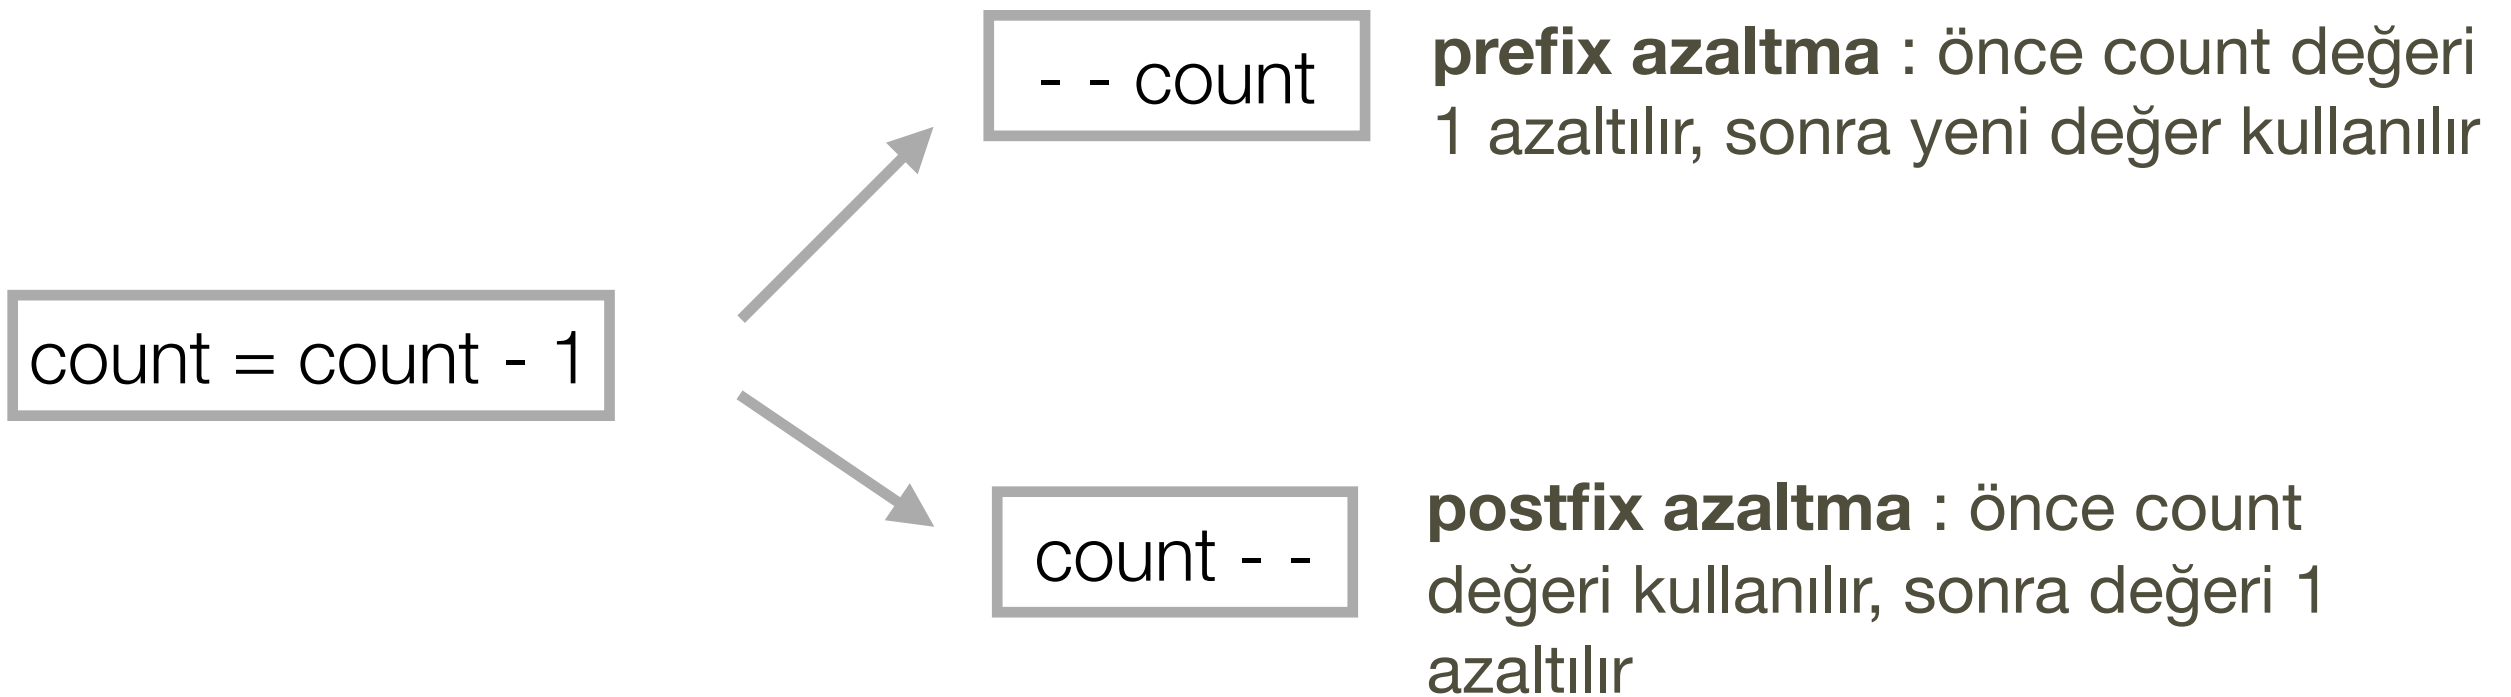 - - count
prefix azaltma : önce count değeri
1 azaltılır, sonra yeni değer kullanılır
count = count - 1
count - -
postfix azaltma : önce count
değeri kullanılır, sonra değeri 1
azaltılır